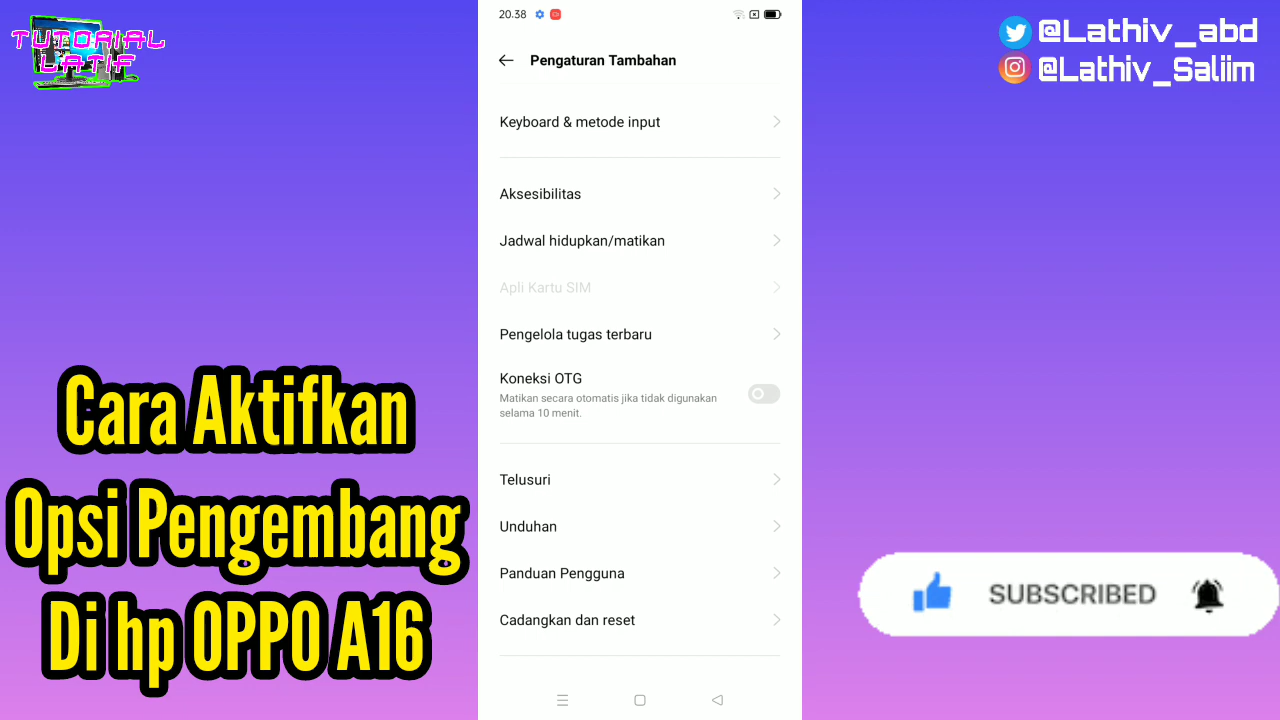 TUTORIAL
LATIF
20.38
@Lathiv_abd
@Lathiv_Saliim
Pengaturan Tambahan
Keyboard & metode input
Aksesibilitas
Jadwal hidupkan/matikan
Apli Kartu SIM
Pengelola tugas terbaru
Koneksi OTG
Matikan secara otomatis jika tidak digunakan
selama 10 menit.
Telusuri
Unduhan
Panduan Pengguna
Cadangkan dan reset
Cara Aktifkan
Opsi Pengembang
Di hp OPPO A16
SUBSCRIBED